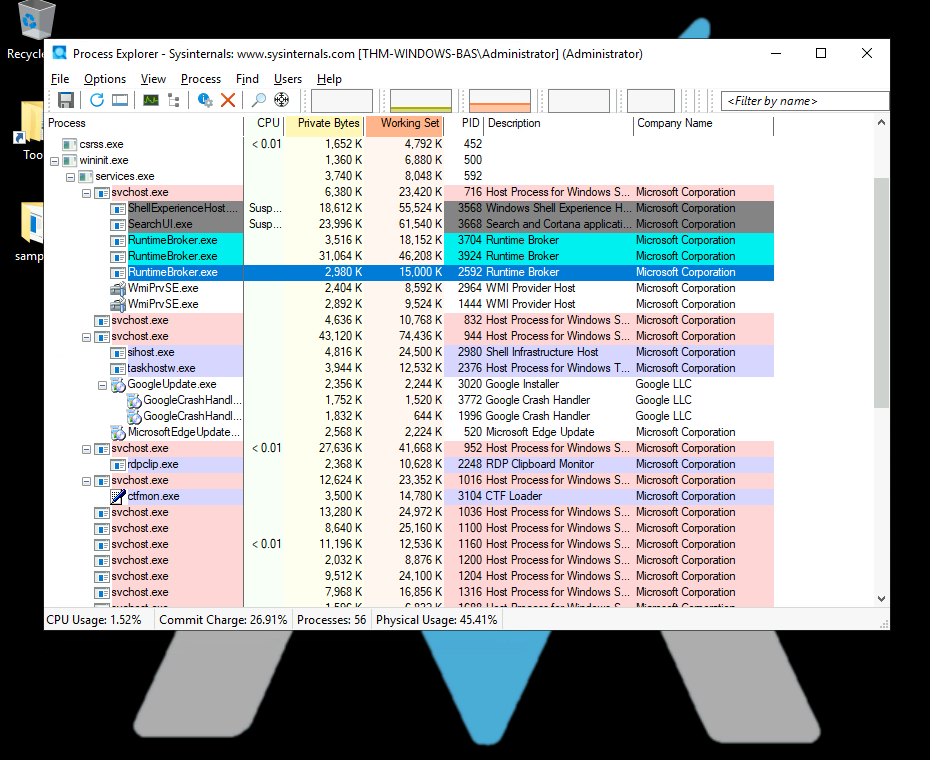 Recycle
Process Explorer - Sysinternals: www.sysinternals.com [THM-WINDOWS-BAS\Administrator] (Administrator)
File Options View Process Find Users Help
<Filter by name>
Process CPU Private Bytes Working Set PID Description Company Name
csrss.exe < 0.01 1,652 K 4,792 K 452
wininit.exe 1,360 K 6,880 K 500
services.exe 3,740 K 8,048 K 592
svchost.exe 6,380 K 23,420 K 716 Host Process for Windows S... Microsoft Corporation
ShellExperienceHost.... Susp... 18,612 K 55,524 K 3568 Windows Shell Experience H... Microsoft Corporation
SearchUI.exe Susp... 23,996 K 61,540 K 3668 Search and Cortana applicati... Microsoft Corporation
RuntimeBroker.exe 3,516 K 18,152 K 3704 Runtime Broker Microsoft Corporation
RuntimeBroker.exe 31,064 K 46,208 K 3924 Runtime Broker Microsoft Corporation
RuntimeBroker.exe 2,980 K 15,000 K 2592 Runtime Broker Microsoft Corporation
WmiPrvSE.exe 2,404 K 8,592 K 2964 WMI Provider Host Microsoft Corporation
WmiPrvSE.exe 2,892 K 9,524 K 1444 WMI Provider Host Microsoft Corporation
svchost.exe 4,636 K 10,768 K 832 Host Process for Windows S... Microsoft Corporation
svchost.exe 43,120 K 74,436 K 944 Host Process for Windows S... Microsoft Corporation
sihost.exe 4,816 K 24,500 K 2980 Shell Infrastructure Host Microsoft Corporation
taskhostw.exe 3,944 K 12,532 K 2376 Host Process for Windows T... Microsoft Corporation
GoogleUpdate.exe 2,356 K 2,244 K 3020 Google Installer Google LLC
GoogleCrashHandl... 1,752 K 1,520 K 3772 Google Crash Handler Google LLC
GoogleCrashHandl... 1,832 K 644 K 1996 Google Crash Handler Google LLC
MicrosoftEdgeUpdate... 2,568 K 2,224 K 520 Microsoft Edge Update Microsoft Corporation
svchost.exe < 0.01 27,636 K 41,668 K 952 Host Process for Windows S... Microsoft Corporation
rdpclip.exe 2,368 K 10,628 K 2248 RDP Clipboard Monitor Microsoft Corporation
svchost.exe 12,624 K 23,352 K 1016 Host Process for Windows S... Microsoft Corporation
ctfmon.exe 3,500 K 14,780 K 3104 CTF Loader Microsoft Corporation
svchost.exe 13,280 K 24,972 K 1036 Host Process for Windows S... Microsoft Corporation
svchost.exe 8,640 K 25,160 K 1100 Host Process for Windows S... Microsoft Corporation
svchost.exe < 0.01 11,196 K 12,536 K 1160 Host Process for Windows S... Microsoft Corporation
svchost.exe 2,032 K 8,876 K 1200 Host Process for Windows S... Microsoft Corporation
svchost.exe 9,512 K 24,100 K 1204 Host Process for Windows S... Microsoft Corporation
svchost.exe 7,968 K 16,856 K 1316 Host Process for Windows S... Microsoft Corporation
CPU Usage: 1.52% Commit Charge: 26.91% Processes: 56 Physical Usage: 45.41%
Too
samp